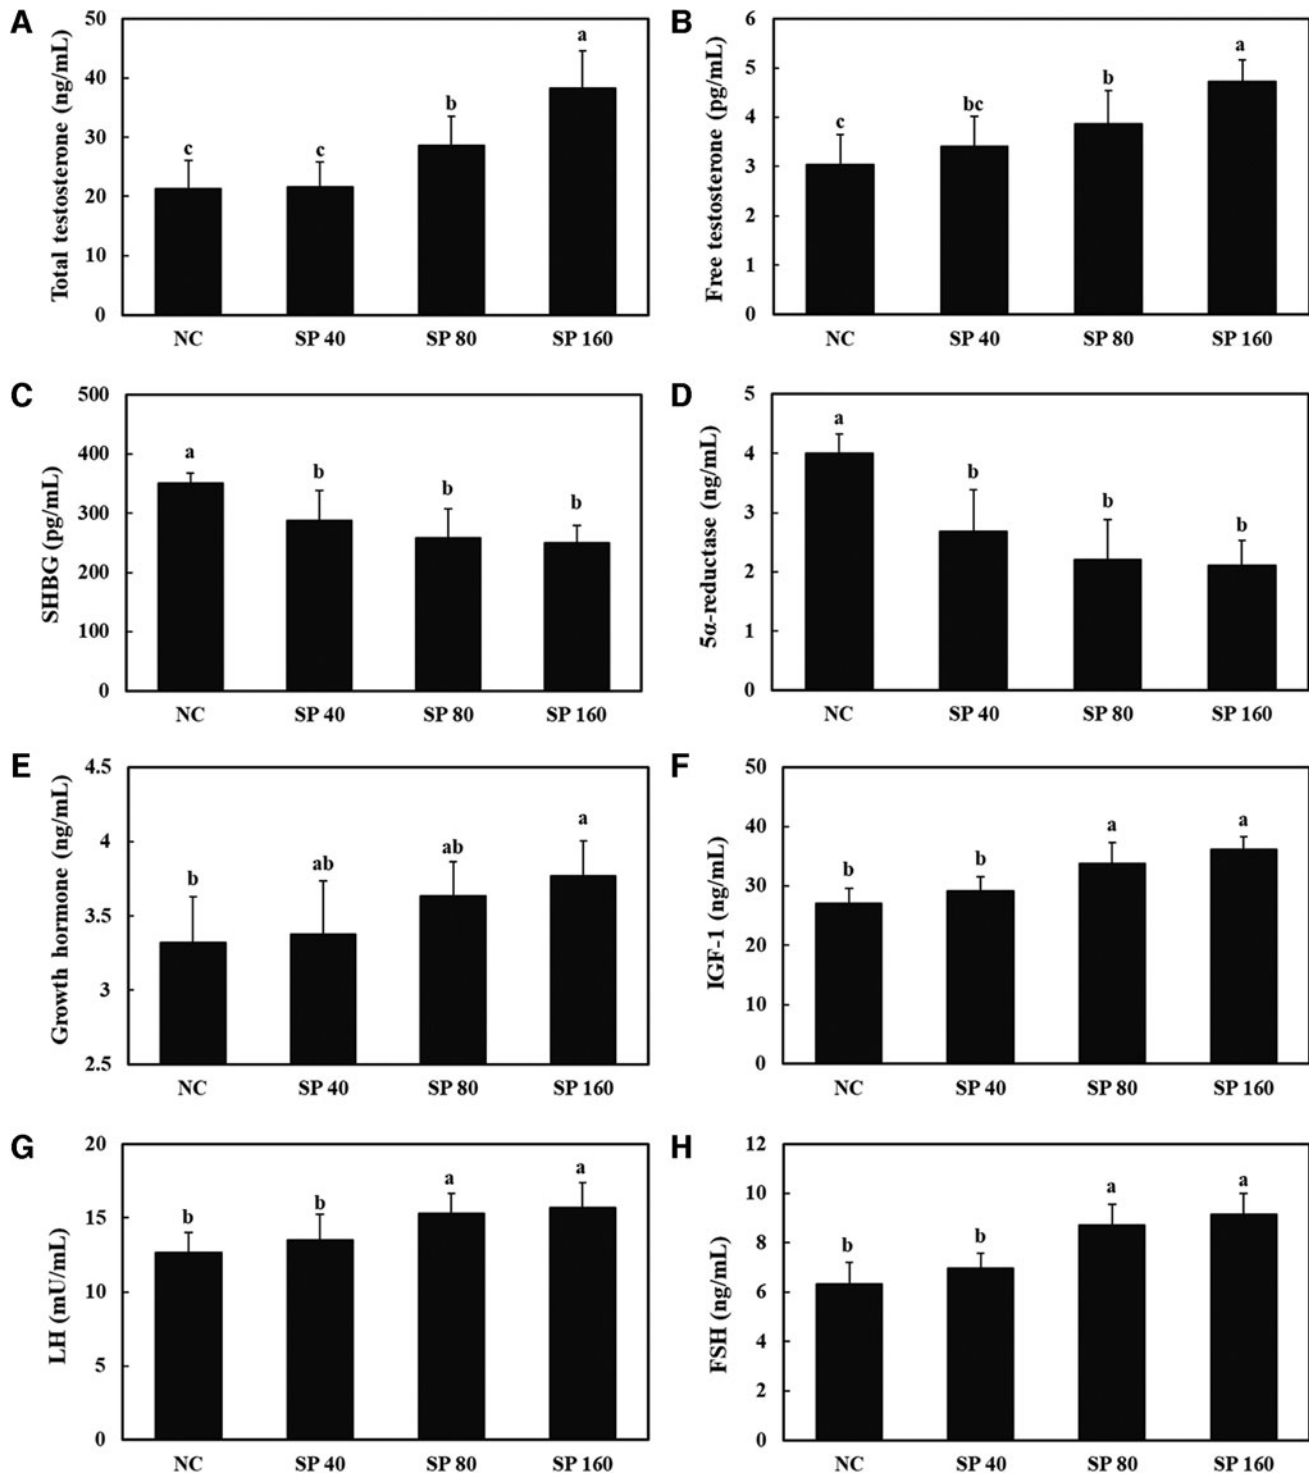 A
Total testosterone (ng/mL)
50
40
30
20
10
0
c
c
b
a
NC
SP 40
SP 80
SP 160
B
Free testosterone (pg/mL)
6
5
4
3
2
1
0
c
bc
b
a
NC
SP 40
SP 80
SP 160
C
SHBG (pg/mL)
500
400
300
200
100
0
a
b
b
b
NC
SP 40
SP 80
SP 160
D
5α-reductase (ng/mL)
5
4
3
2
1
0
a
b
b
b
NC
SP 40
SP 80
SP 160
E
Growth hormone (ng/mL)
4.5
4
3.5
3
2.5
b
ab
ab
a
NC
SP 40
SP 80
SP 160
F
IGF-1 (ng/mL)
50
40
30
20
10
0
b
b
a
a
NC
SP 40
SP 80
SP 160
G
LH (mU/mL)
20
15
10
5
0
b
b
a
a
NC
SP 40
SP 80
SP 160
H
FSH (ng/mL)
12
10
8
6
4
2
0
b
b
a
a
NC
SP 40
SP 80
SP 160